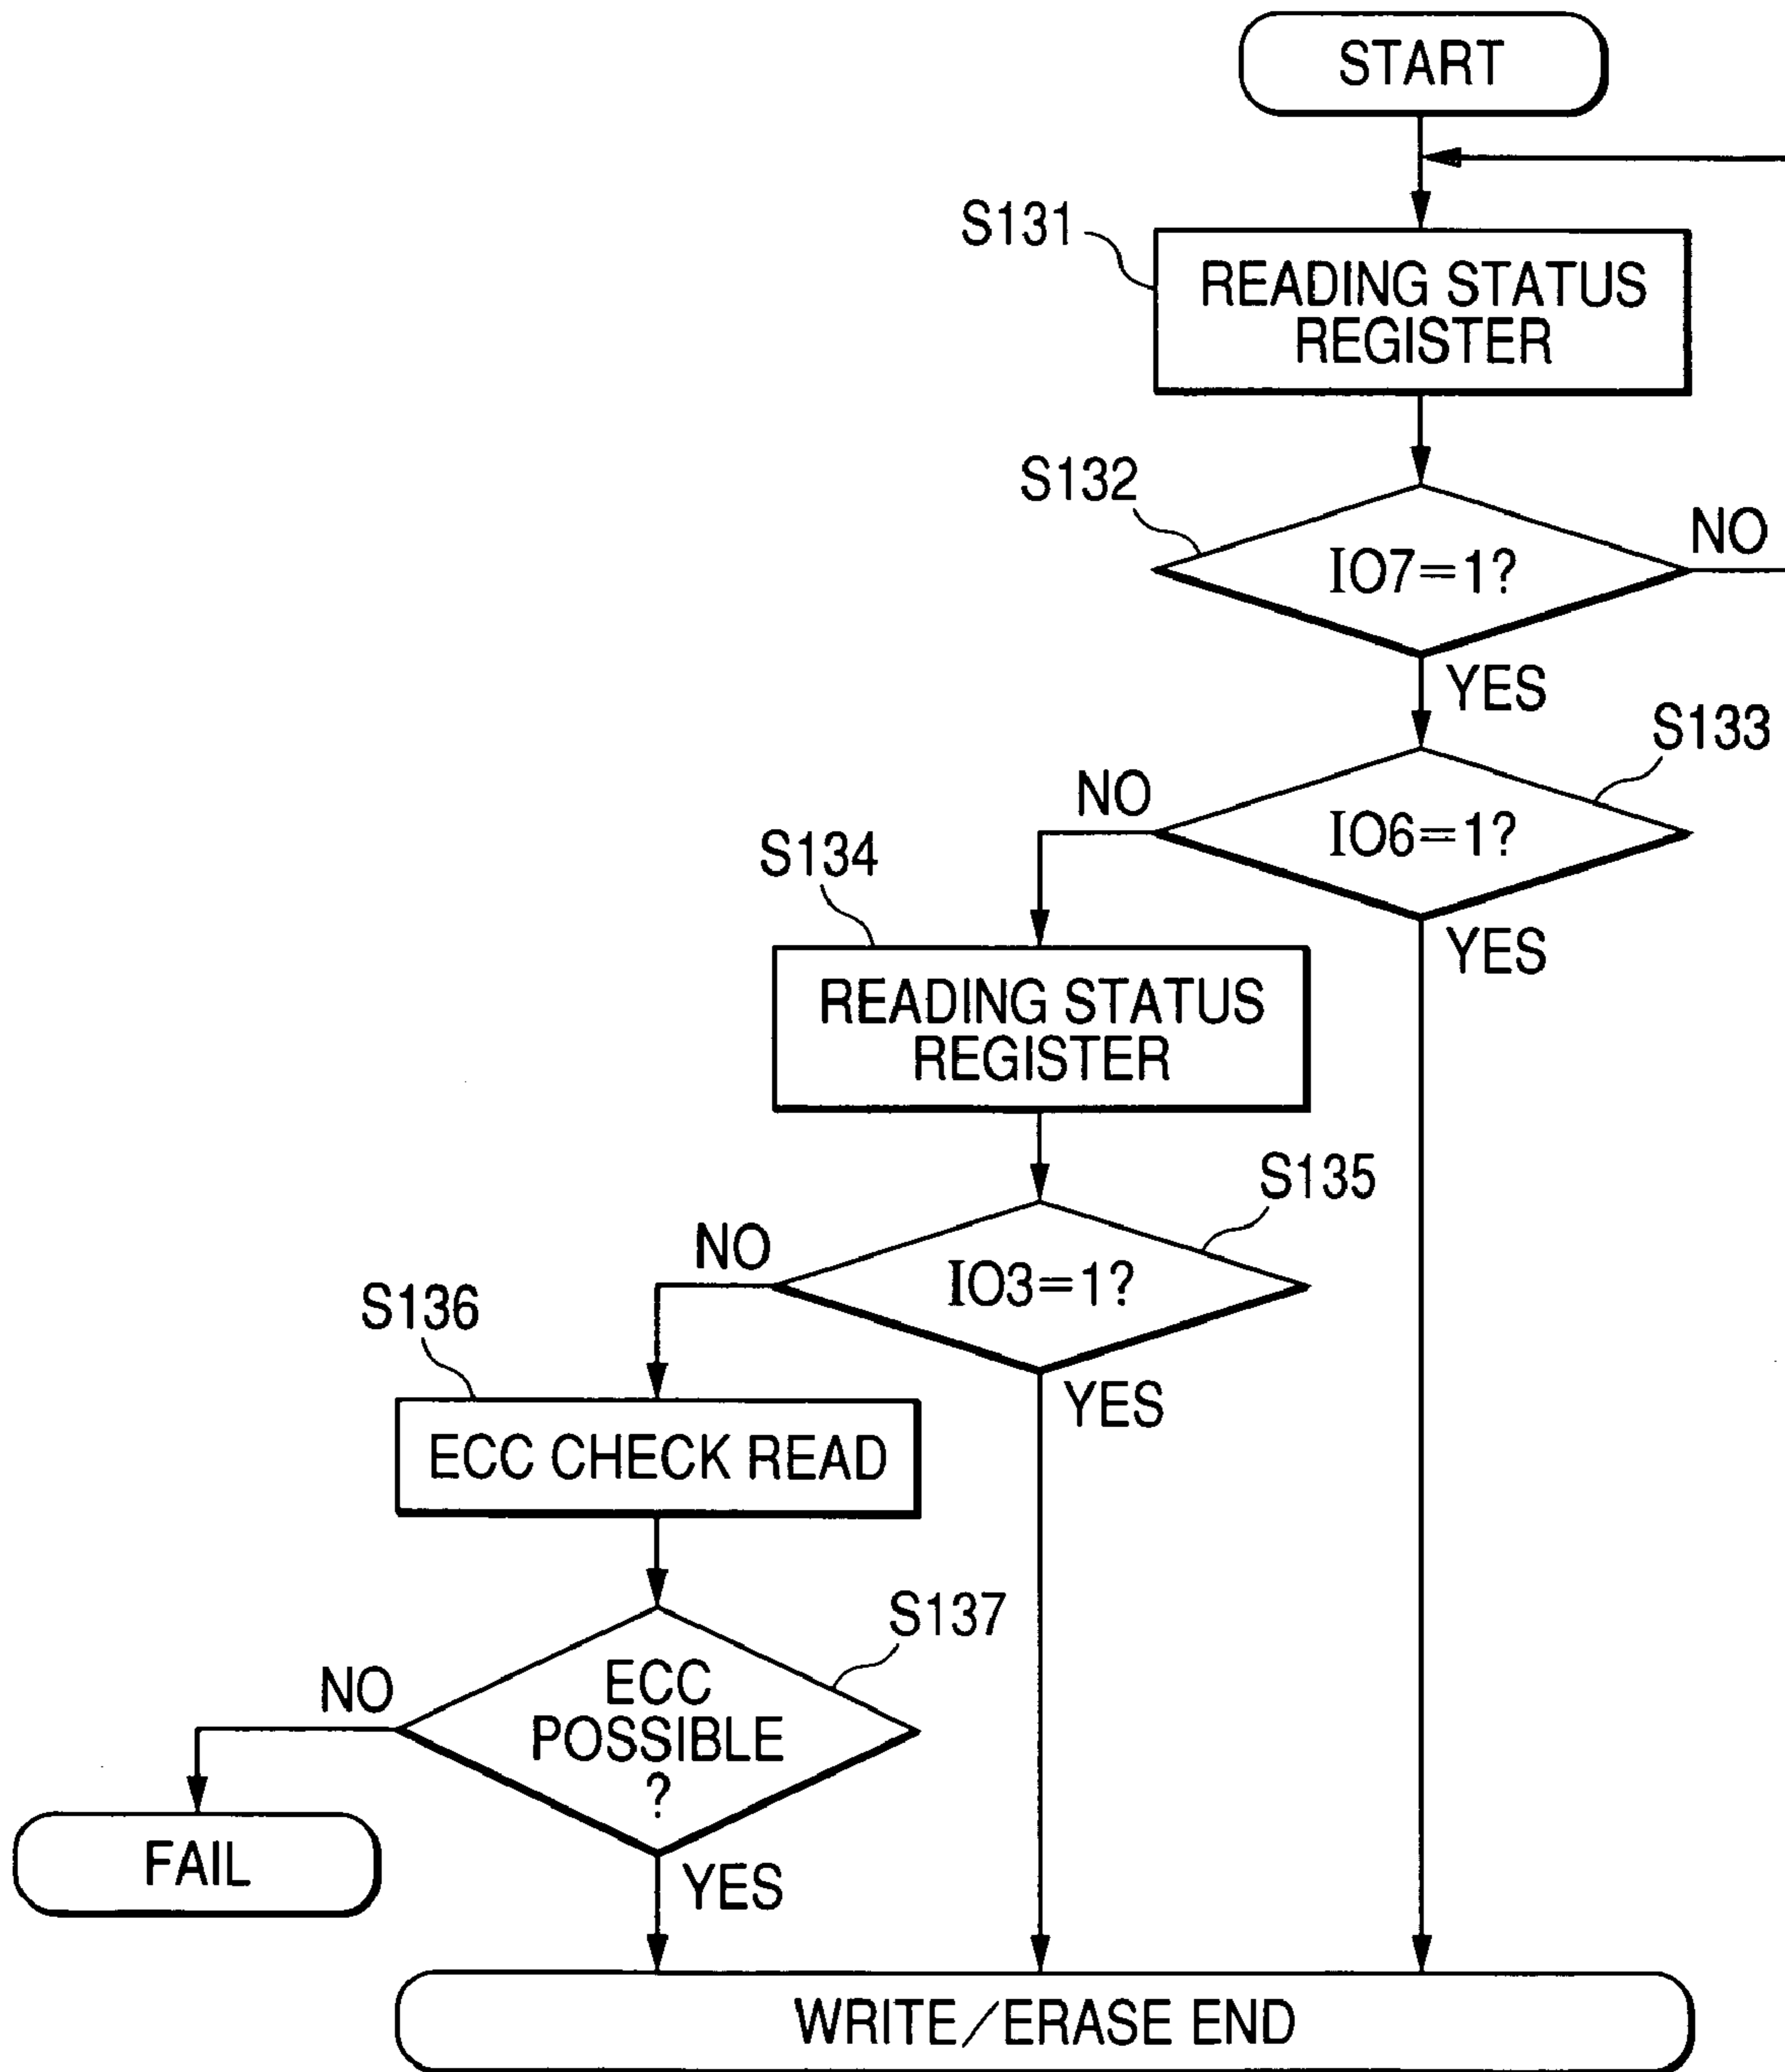 START
S131
READING STATUS
REGISTER
S132
IO7=1?
NO
YES
S133
NO
IO6=1?
S134
YES
READING STATUS
REGISTER
S135
NO
IO3=1?
S136
YES
ECC CHECK READ
S137
NO
ECC
POSSIBLE
?
FAIL
YES
WRITE/ERASE END